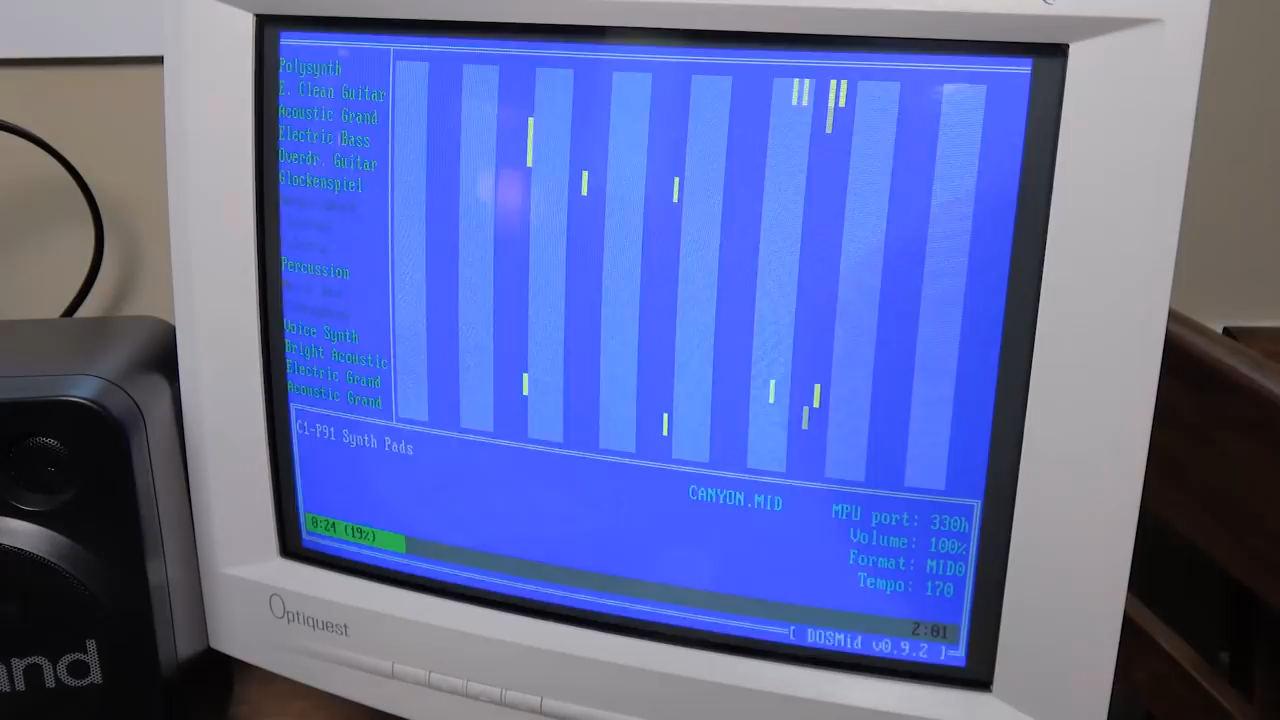 Polysynth
E. Clean Guitar
Acoustic Grand
Electric Bass
Overdr. Guitar
Glockenspiel
Percussion
Voice Synth
Bright Acoustic
Electric Grand
Acoustic Grand
C1-P91 Synth Pads
CANYON.MID
MPU port: 330h
Volume: 100%
Format: MID0
Tempo: 170
0:24 (19%)
2:01
[ DOSMid v0.9.2 ]
Optiquest
and